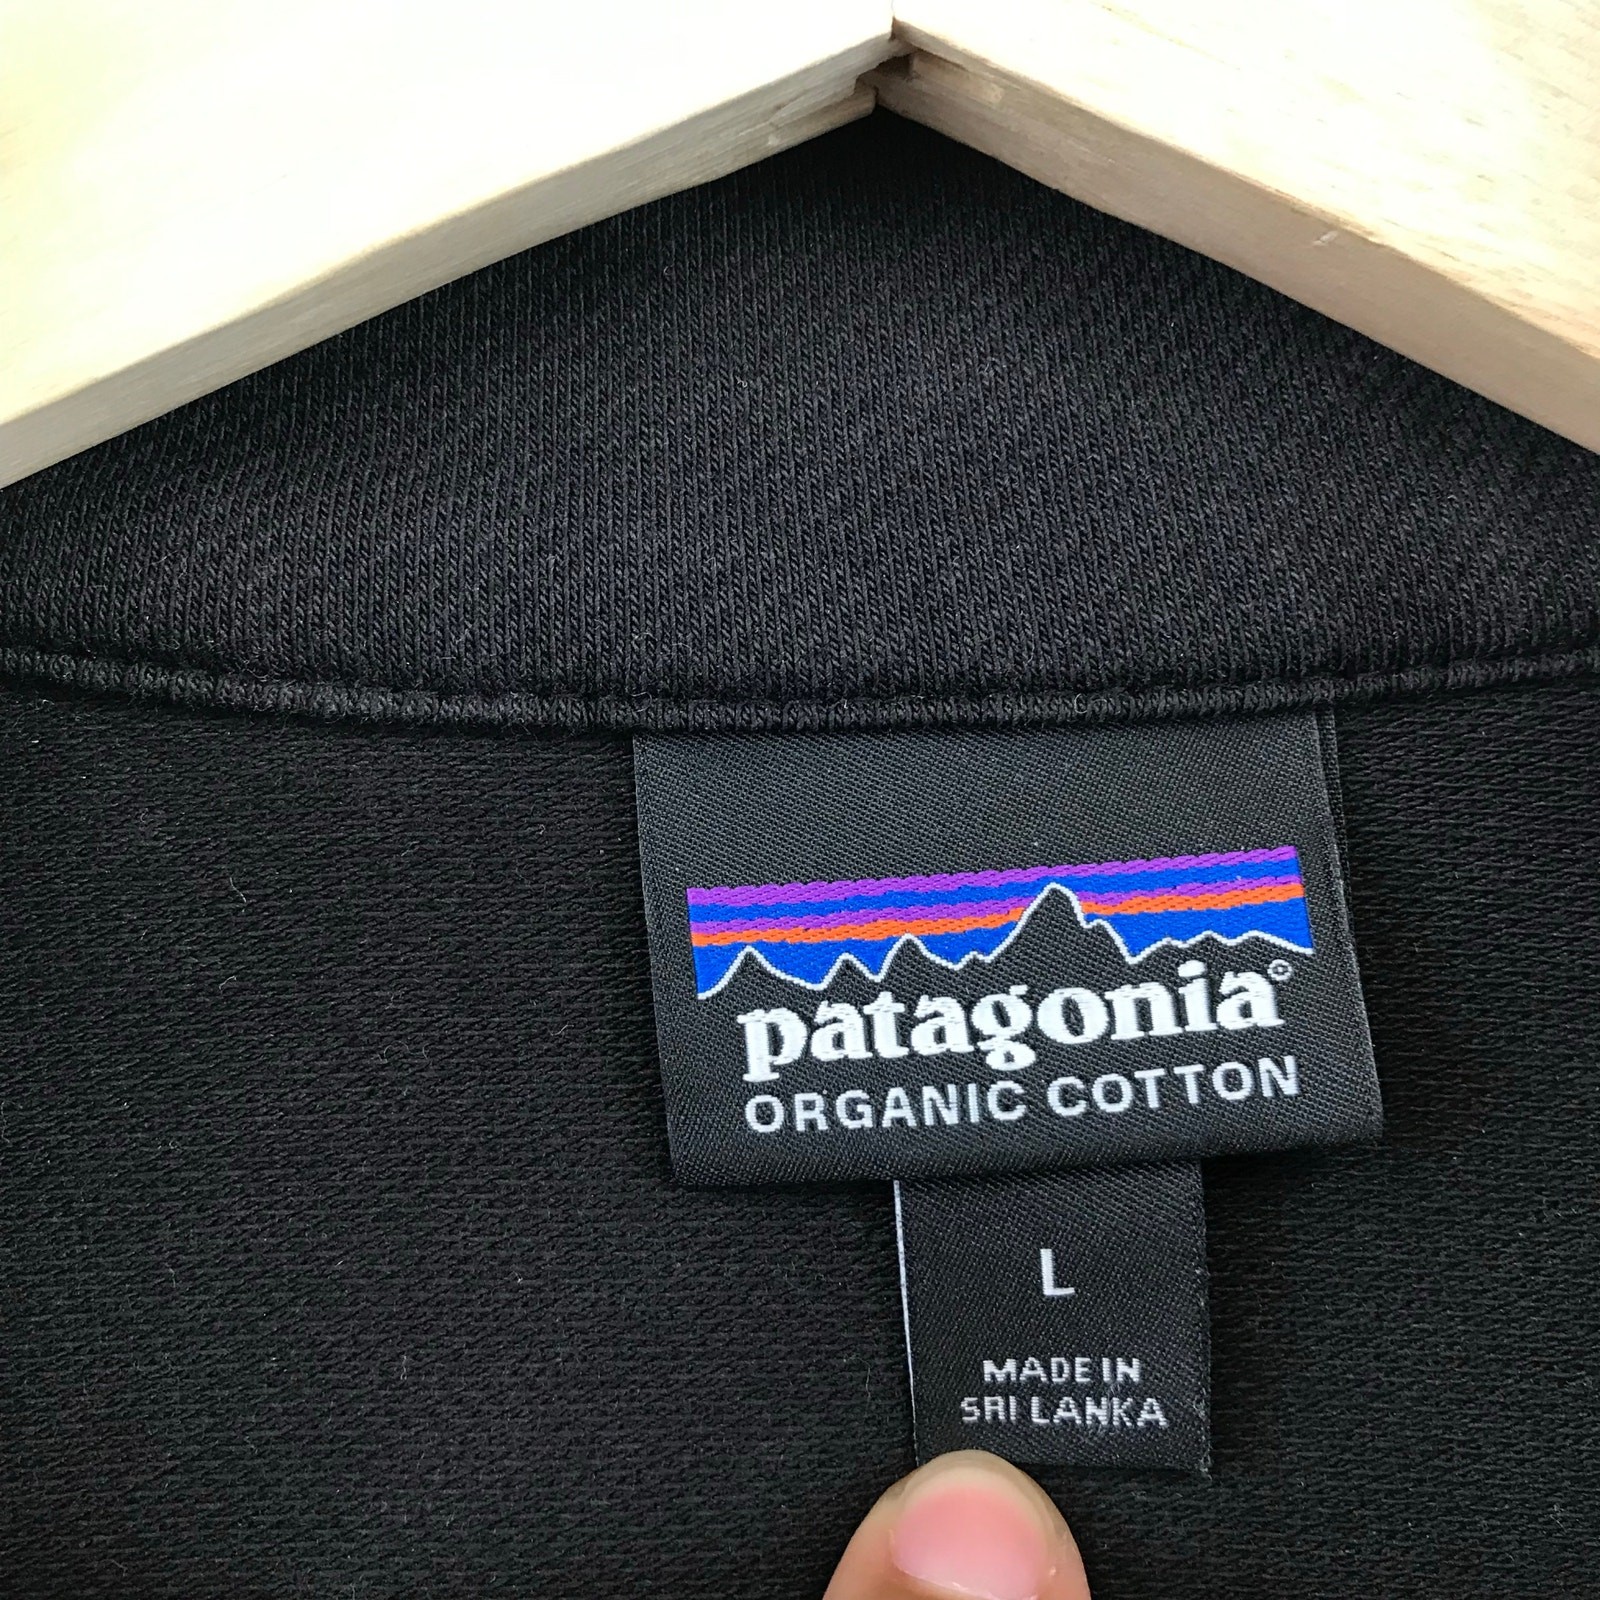 patagonia®
ORGANIC COTTON
L
MADE IN
SRI LANKA